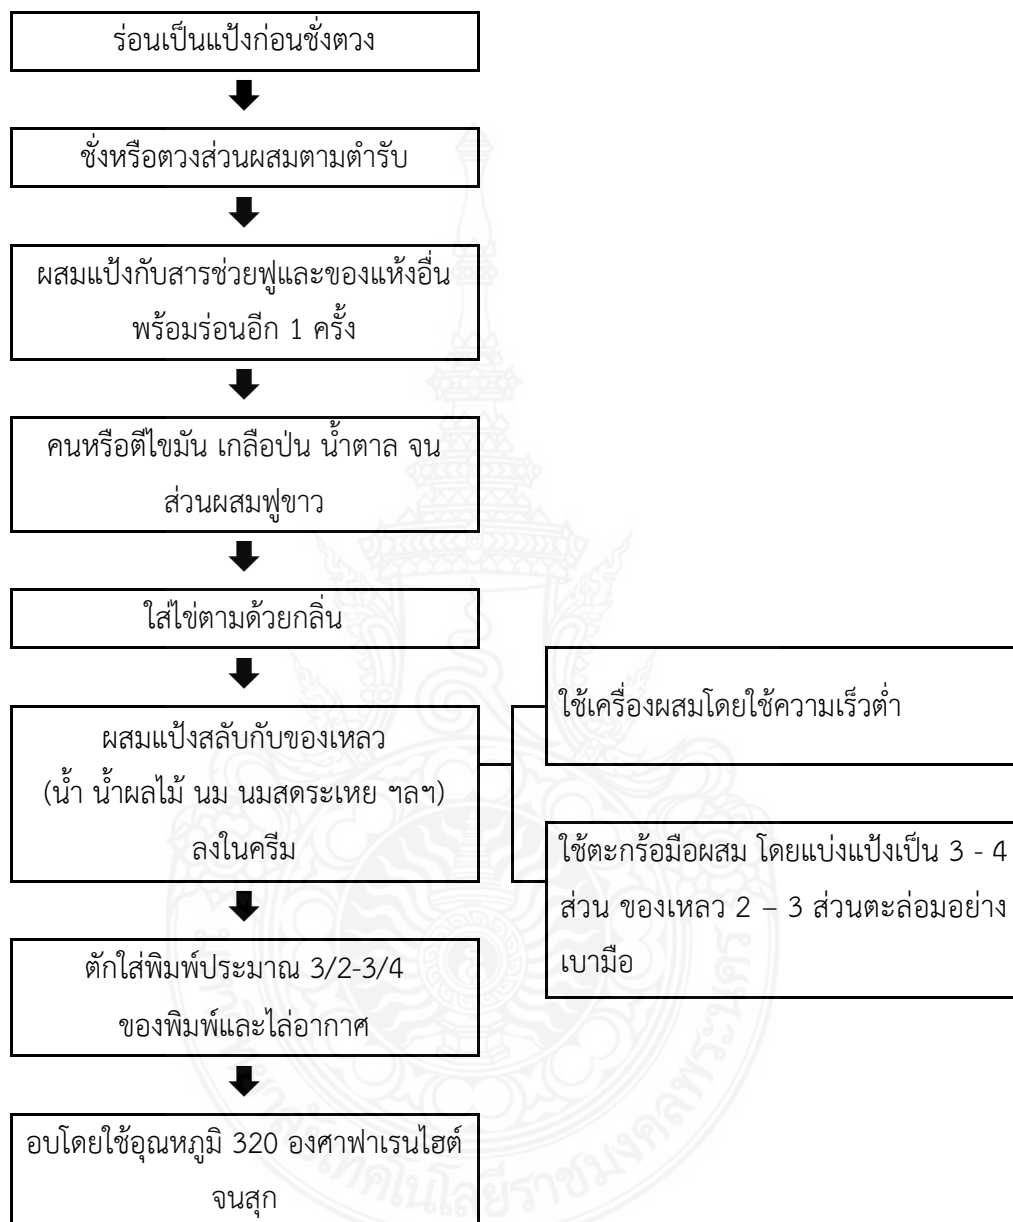 ร่อนเป็นแป้งก่อนชั่งตวง
ชั่งหรือตวงส่วนผสมตามตำรับ
ผสมแป้งกับสารช่วยฟูและของแห้งอื่น
พร้อมร่อนอีก 1 ครั้ง
คนหรือตีไขมัน เกลือป่น น้ำตาล จน
ส่วนผสมฟูขาว
ใส่ไข่ตามด้วยกลิ่น
ผสมแป้งสลับกับของเหลว
(น้ำ น้ำผลไม้ นม นมสดระเหย ฯลฯ)
ลงในครีม
ใช้เครื่องผสมโดยใช้ความเร็วต่ำ
ใช้ตะกร้อมือผสม โดยแบ่งแป้งเป็น 3 - 4
ส่วน ของเหลว 2 – 3 ส่วนตะล่อมอย่าง
เบามือ
ตักใส่พิมพ์ประมาณ 3/2-3/4
ของพิมพ์และไล่อากาศ
อบโดยใช้อุณหภูมิ 320 องศาฟาเรนไฮต์
จนสุก